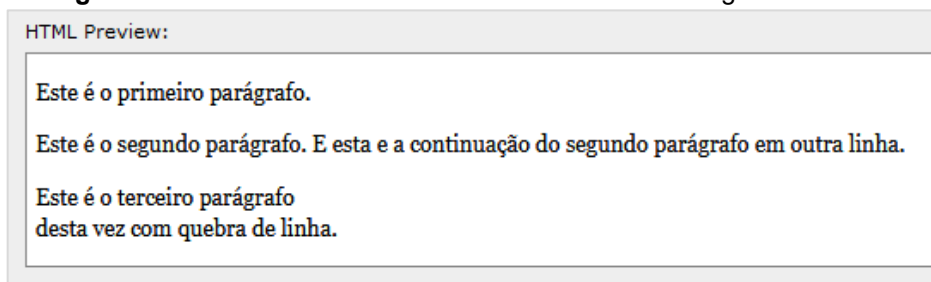 HTML Preview:
Este é o primeiro parágrafo.
Este é o segundo parágrafo. E esta e a continuação do segundo parágrafo em outra linha.
Este é o terceiro parágrafo
desta vez com quebra de linha.